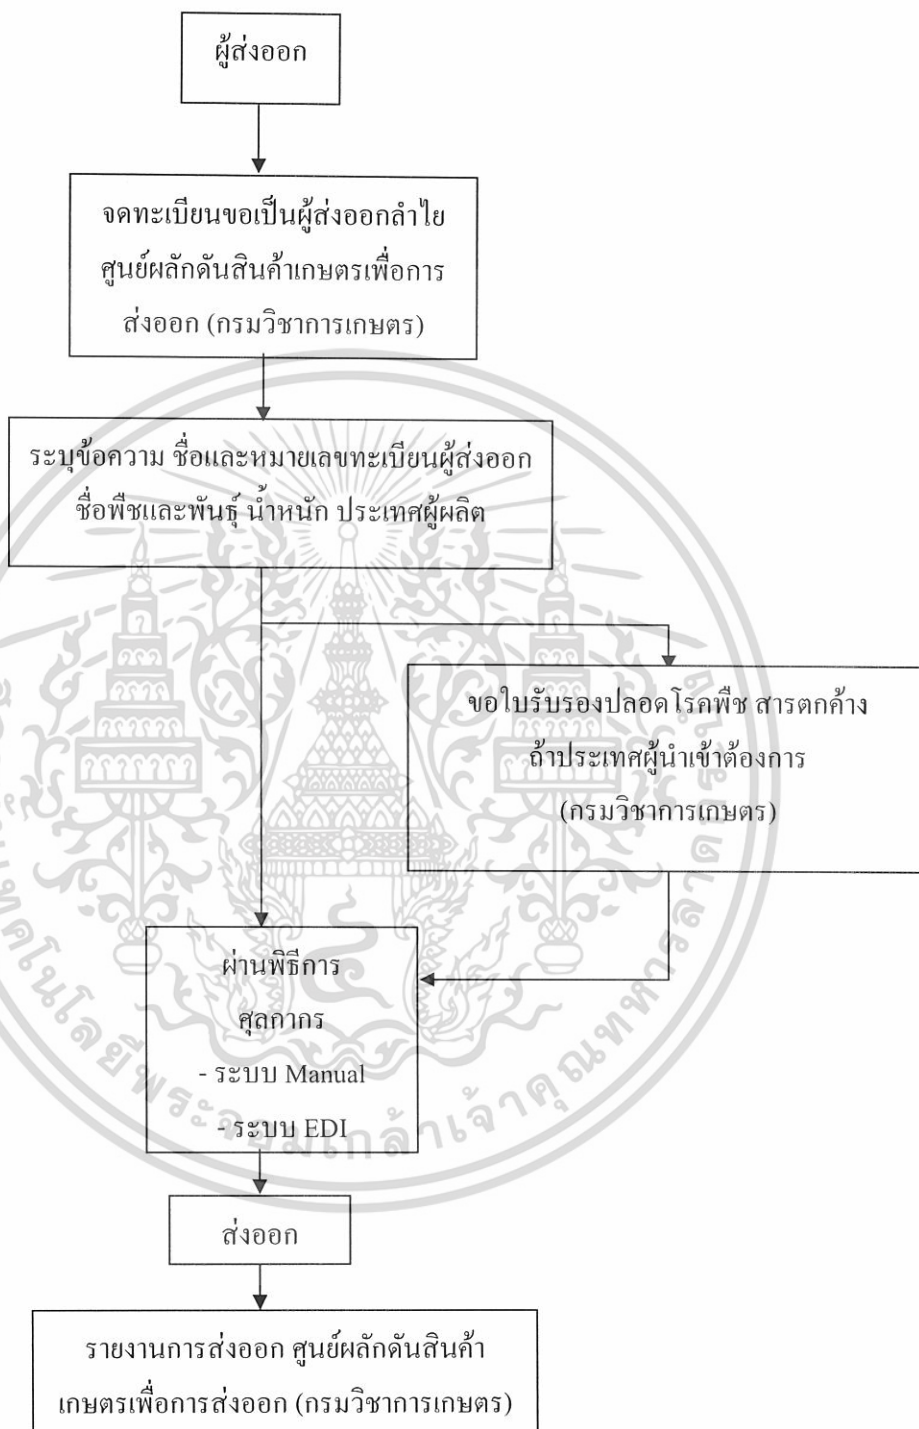 ผู้ส่งออก
จดทะเบียนขอเป็นผู้ส่งออกลำไย
ศูนย์ผลักดันสินค้าเกษตรเพื่อการ
ส่งออก (กรมวิชาการเกษตร)
ระบุข้อความ ชื่อและหมายเลขทะเบียนผู้ส่งออก
ชื่อพืชและพันธุ์ น้ำหนัก ประเทศผู้ผลิต
ขอใบรับรองปลอดโรคพืช สารตกค้าง
ถ้าประเทศผู้นำเข้าต้องการ
(กรมวิชาการเกษตร)
ผ่านพิธีการ
ศุลกากร
- ระบบ Manual
- ระบบ EDI
ส่งออก
รายงานการส่งออก ศูนย์ผลักดันสินค้า
เกษตรเพื่อการส่งออก (กรมวิชาการเกษตร)